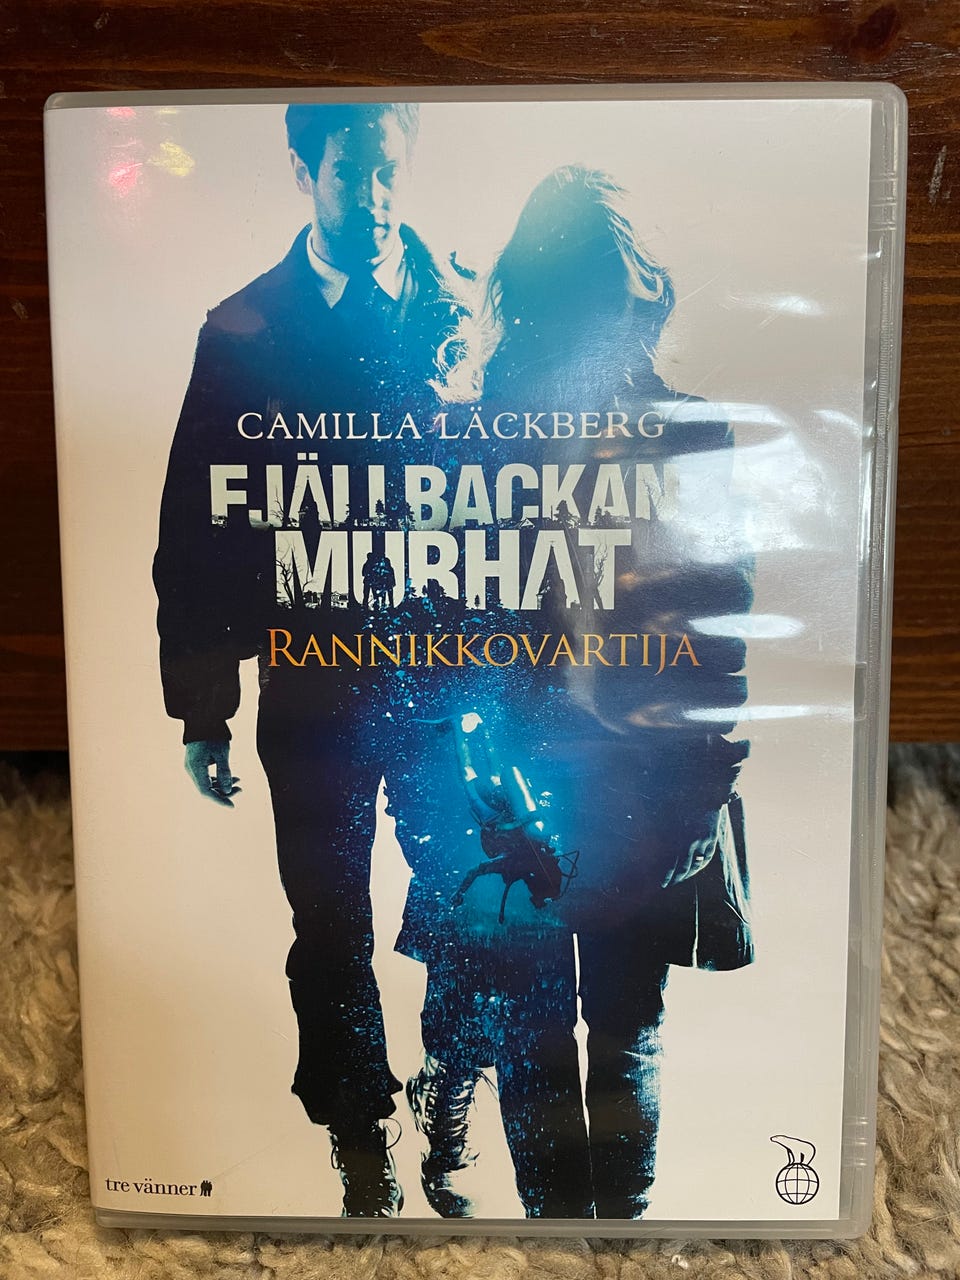 CAMILLA LÄCKBERG
FJÄLLBACKAN
MURHAT
RANNIKKOVARTIJA
tre vänner